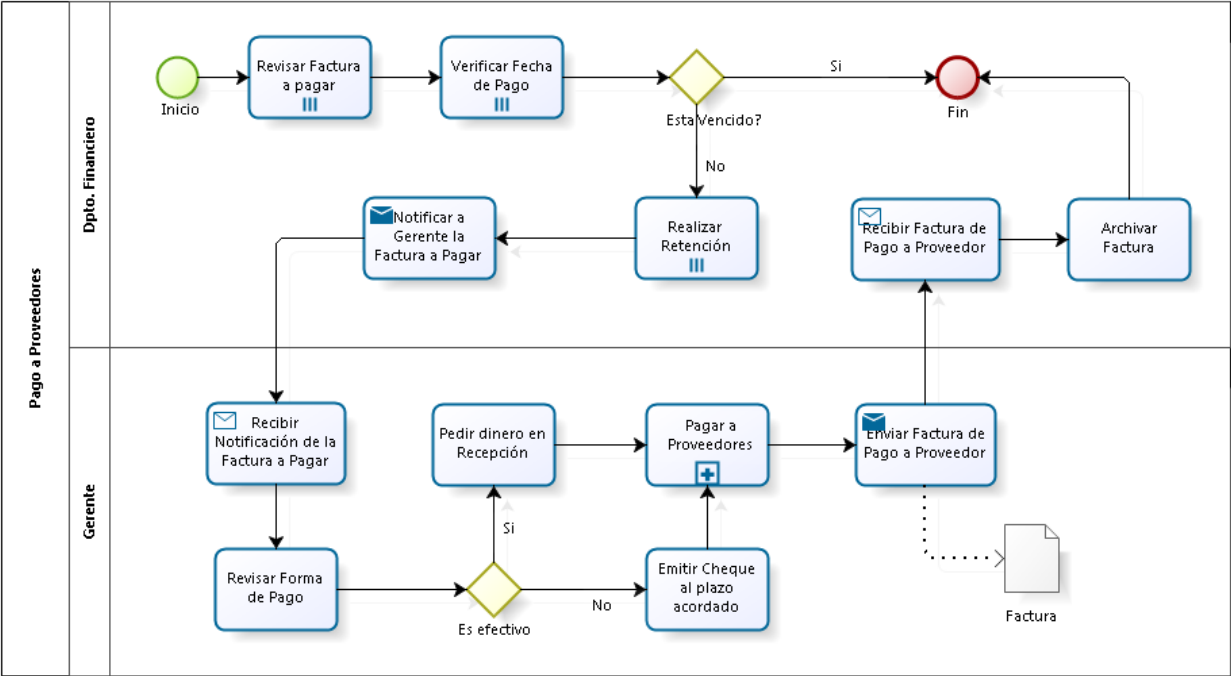 Pago a Proveedores
Dpto. Financiero
Inicio
Revisar Factura
a pagar
Verificar Fecha
de Pago
Esta Vencido?
Si
Fin
No
Notificar a
Gerente la
Factura a Pagar
Realizar
Retención
Recibir Factura de
Pago a Proveedor
Archivar
Factura
Gerente
Recibir
Notificación de la
Factura a Pagar
Pedir dinero en
Recepción
Pagar a
Proveedores
Enviar Factura de
Pago a Proveedor
Si
Revisar Forma
de Pago
Es efectivo
No
Emitir Cheque
al plazo
acordado
Factura